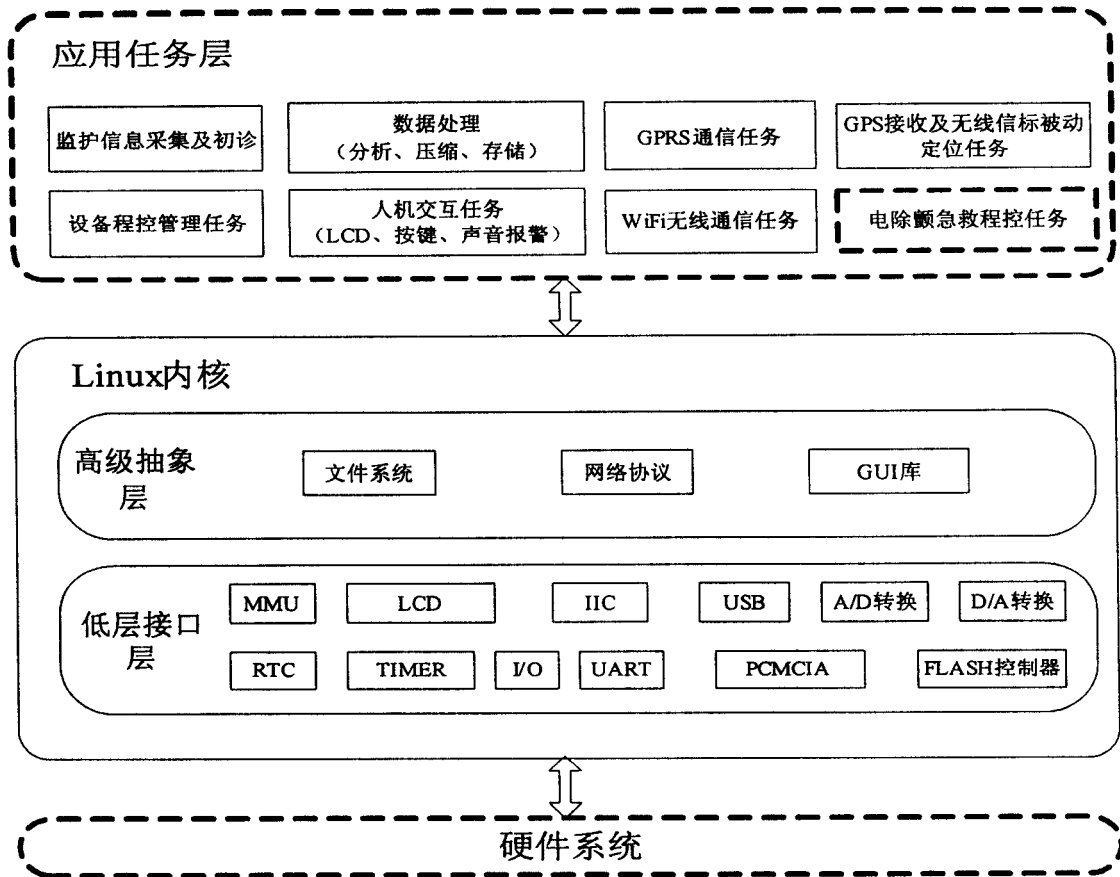 应用任务层
监护信息采集及初诊
数据处理
（分析、压缩、存储）
GPRS通信任务
GPS接收及无线信标被动
定位任务
设备程控管理任务
人机交互任务
（LCD、按键、声音报警）
WiFi无线通信任务
电除颤急救程控任务
Linux内核
高级抽象
层
文件系统
网络协议
GUI库
低层接口
层
MMU
LCD
IIC
USB
A/D转换
D/A转换
RTC
TIMER
I/O
UART
PCMCIA
FLASH控制器
硬件系统